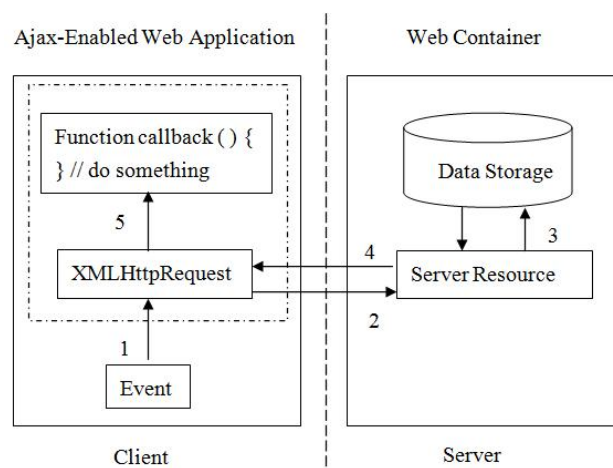 Ajax-Enabled Web Application
Web Container
Function callback ( ) {
} // do something
Data Storage
5
3
4
XMLHttpRequest
Server Resource
2
1
Event
Client
Server